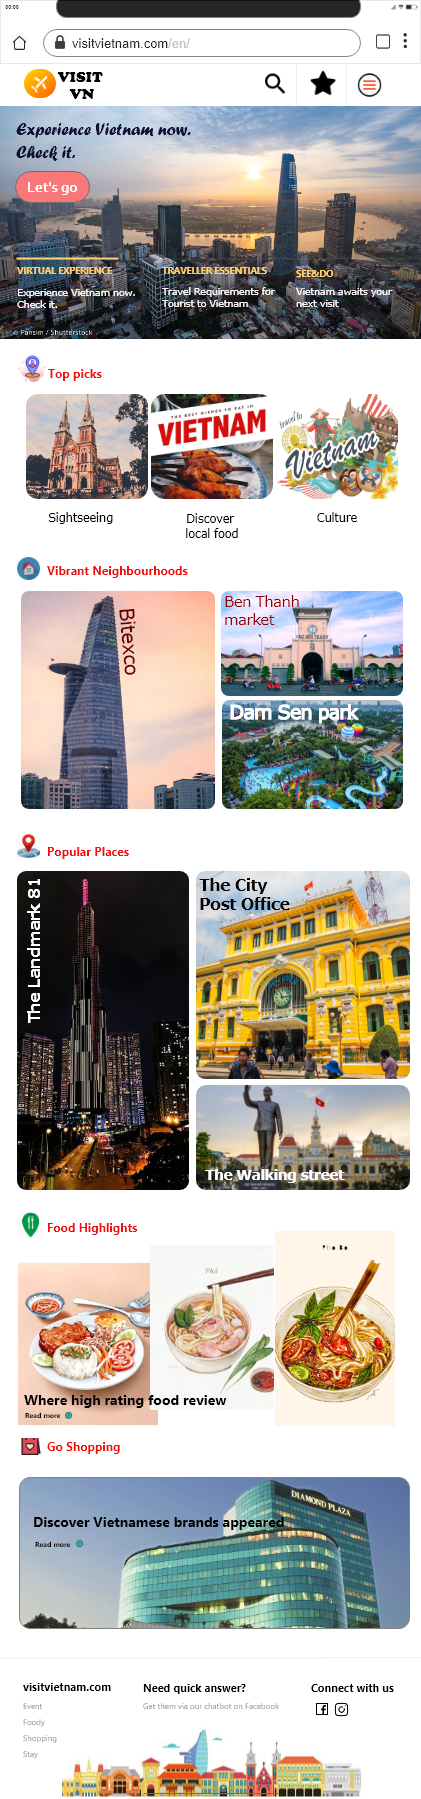 00:00
visitvietnam.com/en/
VISIT
VN
Experience Vietnam now.
Check it.
Let's go
VIRTUAL EXPERIENCE
Experience Vietnam now.
Check it.
TRAVELLER ESSENTIALS
Travel Requirements for
Tourist to Vietnam
SEE&DO
Vietnam awaits your
next visit
© Pansim / Shutterstock
Top picks
THE BEST DISHES TO EAT IN
VIETNAM
travel to
Vietnam
Sightseeing
Discover
local food
Culture
Vibrant Neighbourhoods
Bitexco
Ben Thanh
market
Dam Sen park
Popular Places
The Landmark 81
The City
Post Office
The Walking street
Food Highlights
Phở
Pho Bo
Where high rating food review
Read more
Go Shopping
DIAMOND PLAZA
Discover Vietnamese brands appeared
Read more
visitvietnam.com
Event
Foody
Shopping
Stay
Need quick answer?
Get them via our chatbot on Facebook
Connect with us